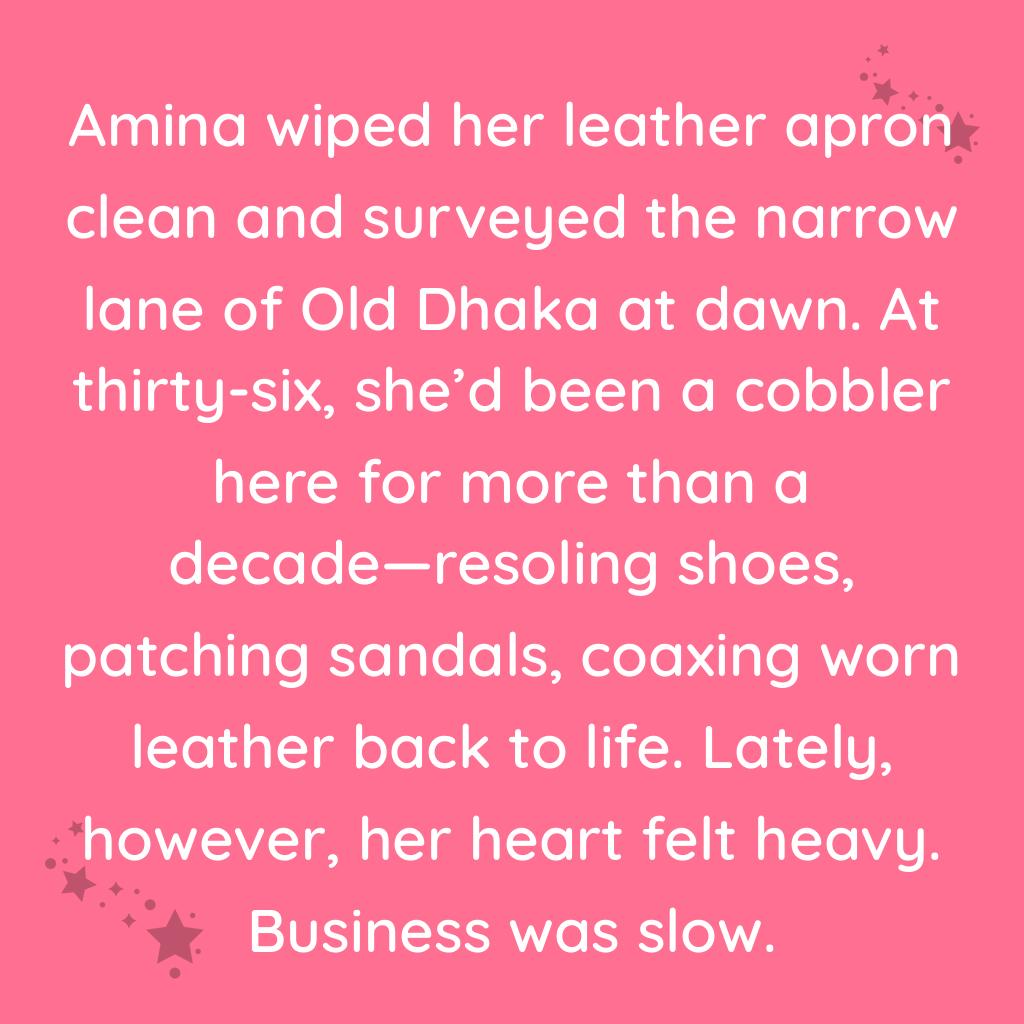 Amina wiped her leather apron
clean and surveyed the narrow
lane of Old Dhaka at dawn. At
thirty-six, she’d been a cobbler
here for more than a
decade—resoling shoes,
patching sandals, coaxing worn
leather back to life. Lately,
however, her heart felt heavy.
Business was slow.